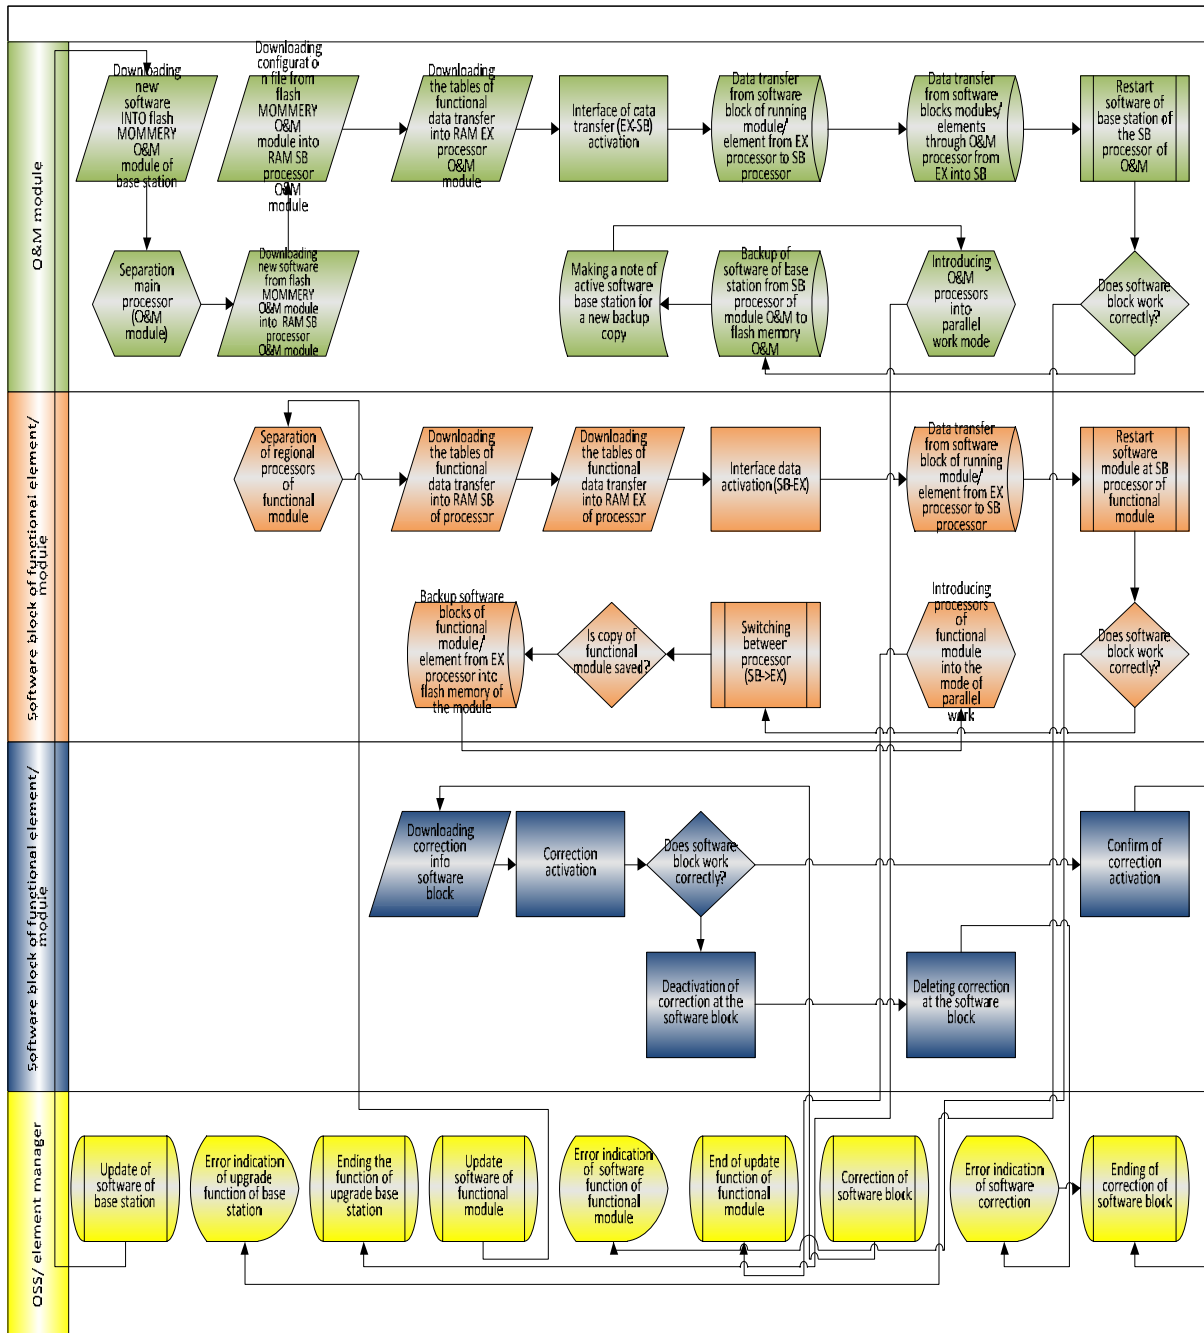 O&M module
Downloading
new
software
INTO flash
MOMMERY
O&M
module of
base station
Downloading
configuratio
n file from
flash
MOMMERY
O&M
module into
RAM SB
processor
O&M
module
Downloading
the tables of
functional
data transfer
into RAM EX
processor
O&M module
Interface of cata
transfer (EX-SB)
activation
Data transfer
from software
block of running
module/
element from EX
processor to SB
processor
Data transfer
from software
blocks modules/
elements
through O&M
processor from
EX into SB
Restart
software of
base station of
the SB
processor of
O&M
Separation
main
processor
(O&M
module)
Downloading
new software
from flash
MOMMERY
O&M module
into RAM SB
processor
O&M module
Making a note of
active software
base station for
a new backup
copy
Backup of
software of base
station from SB
processor of
module O&M to
flash memory
O&M
Introducing
O&M
processors
into
parallel
work mode
Does software
block work
correctly?
Software block of functional element/
module
Separation
of regional
processors
of
functional
module
Downloading
the tables of
functional
data transfer
into RAM SB
of processor
Downloading
the tables of
functional
data transfer
into RAM EX
of processor
Interface data
activation (SB-EX)
Data transfer
from software
block of running
module/
element from EX
processor to SB
processor
Restart
software
module at SB
processor of
functional
module
Backup software
blocks of
functional
module/
element from EX
processor into
flash memory of
the module
Is copy of
functional
module saved?
Switching
between
processor
(SB->EX)
Introducing
processors
of
functional
module
into the
mode of
parallel
work
Does software
block work
correctly?
Software block of functional element/
module
Downloading
correction
info
software
block
Correction
activation
Does software
block work
correctly?
Confirm of
correction
activation
Deactivation of
correction at the
software block
Deleting correction
at the software
block
OSS/ element manager
Update of
software of
base station
Error indication
of upgrade
function of base
station
Ending the
function of
upgrade base
station
Update
software of
functional
module
Error indication
of software
function of
functional
module
End of update
function of
functional
module
Correction of
software block
Error indication
of software
correction
Ending of
correction of
software block